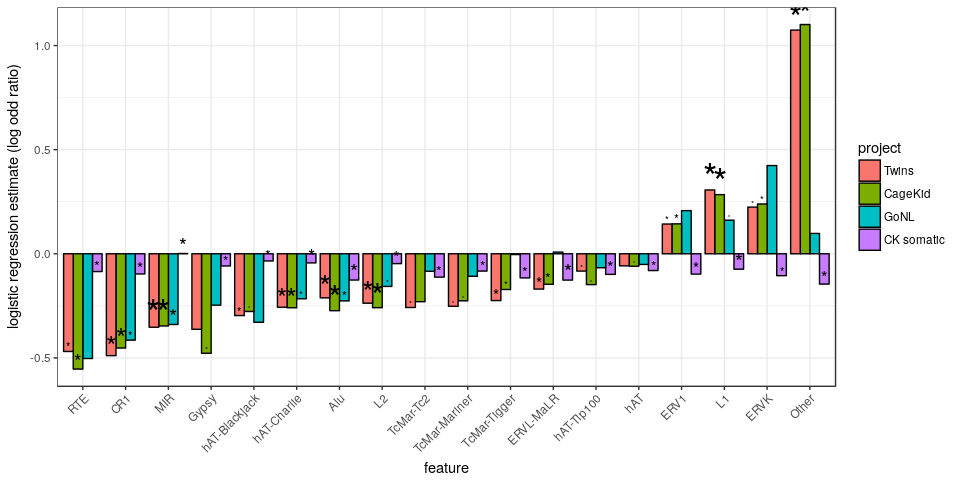 logistic regression estimate (log odd ratio)
1.0
0.5
0.0
-0.5
RTE
CR1
MIR
Gypsy
hAT-Blackjack
hAT-Charlie
Alu
L2
TcMar-Tc2
TcMar-Mariner
TcMar-Tigger
ERVL-MaLR
hAT-Tip100
hAT
ERV1
L1
ERVK
Other
feature
project
Twins
CageKid
GoNL
CK somatic